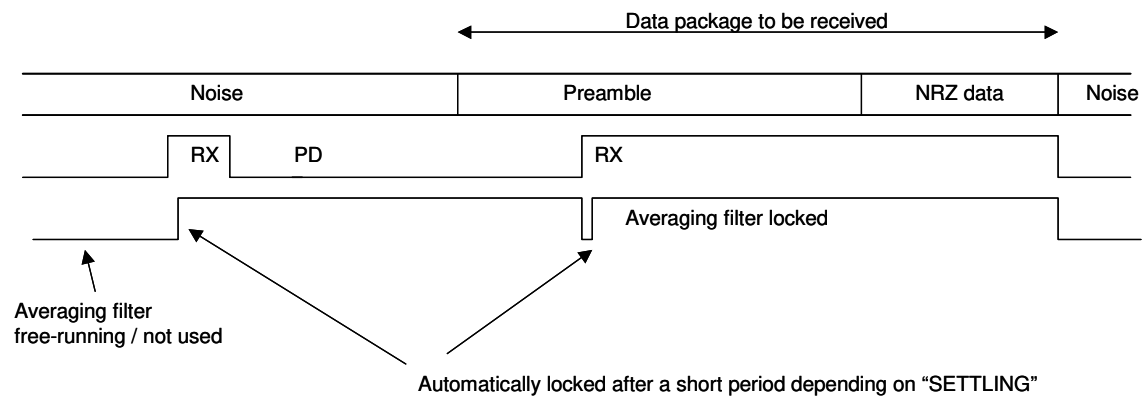 Data package to be received
Noise Preamble NRZ data Noise
RX PD RX
Averaging filter locked
Averaging filter
free-running / not used
Automatically locked after a short period depending on “SETTLING”